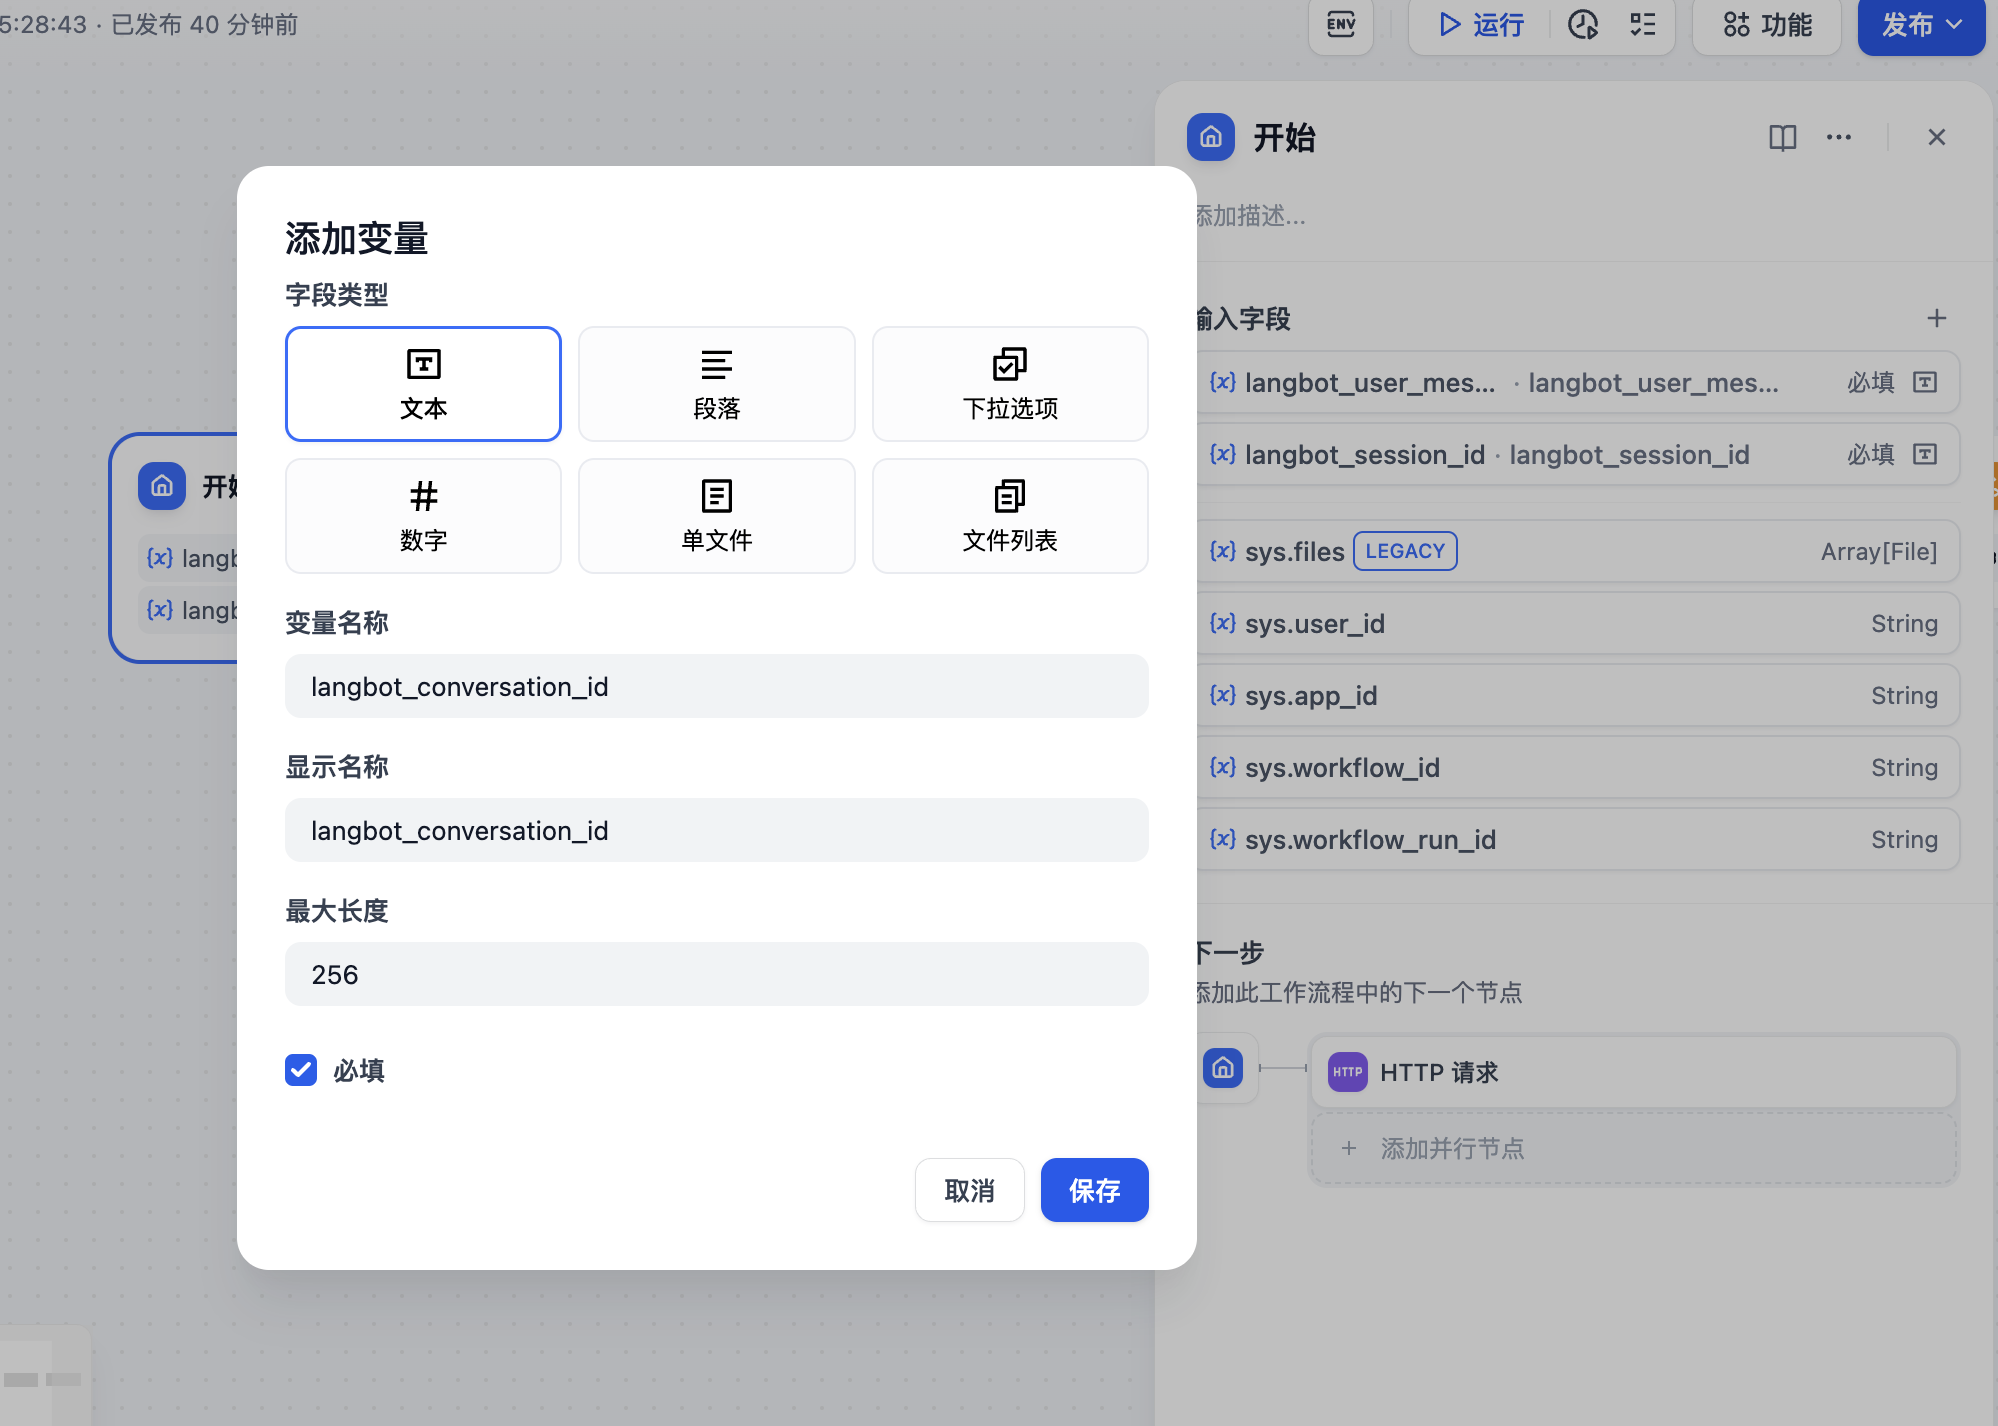 5:28:43 · 已发布 40 分钟前
ENV
运行
功能
发布
开始
添加描述...
输入字段
{x} langbot_user_mes... · langbot_user_mes... 必填
{x} langbot_session_id · langbot_session_id 必填
{x} sys.files LEGACY Array[File]
{x} sys.user_id String
{x} sys.app_id String
{x} sys.workflow_id String
{x} sys.workflow_run_id String
下一步
添加此工作流程中的下一个节点
HTTP HTTP 请求
+ 添加并行节点
开始
{x} langb
{x} langb
添加变量
字段类型
文本
段落
下拉选项
数字
单文件
文件列表
变量名称
langbot_conversation_id
显示名称
langbot_conversation_id
最大长度
256
必填
取消
保存